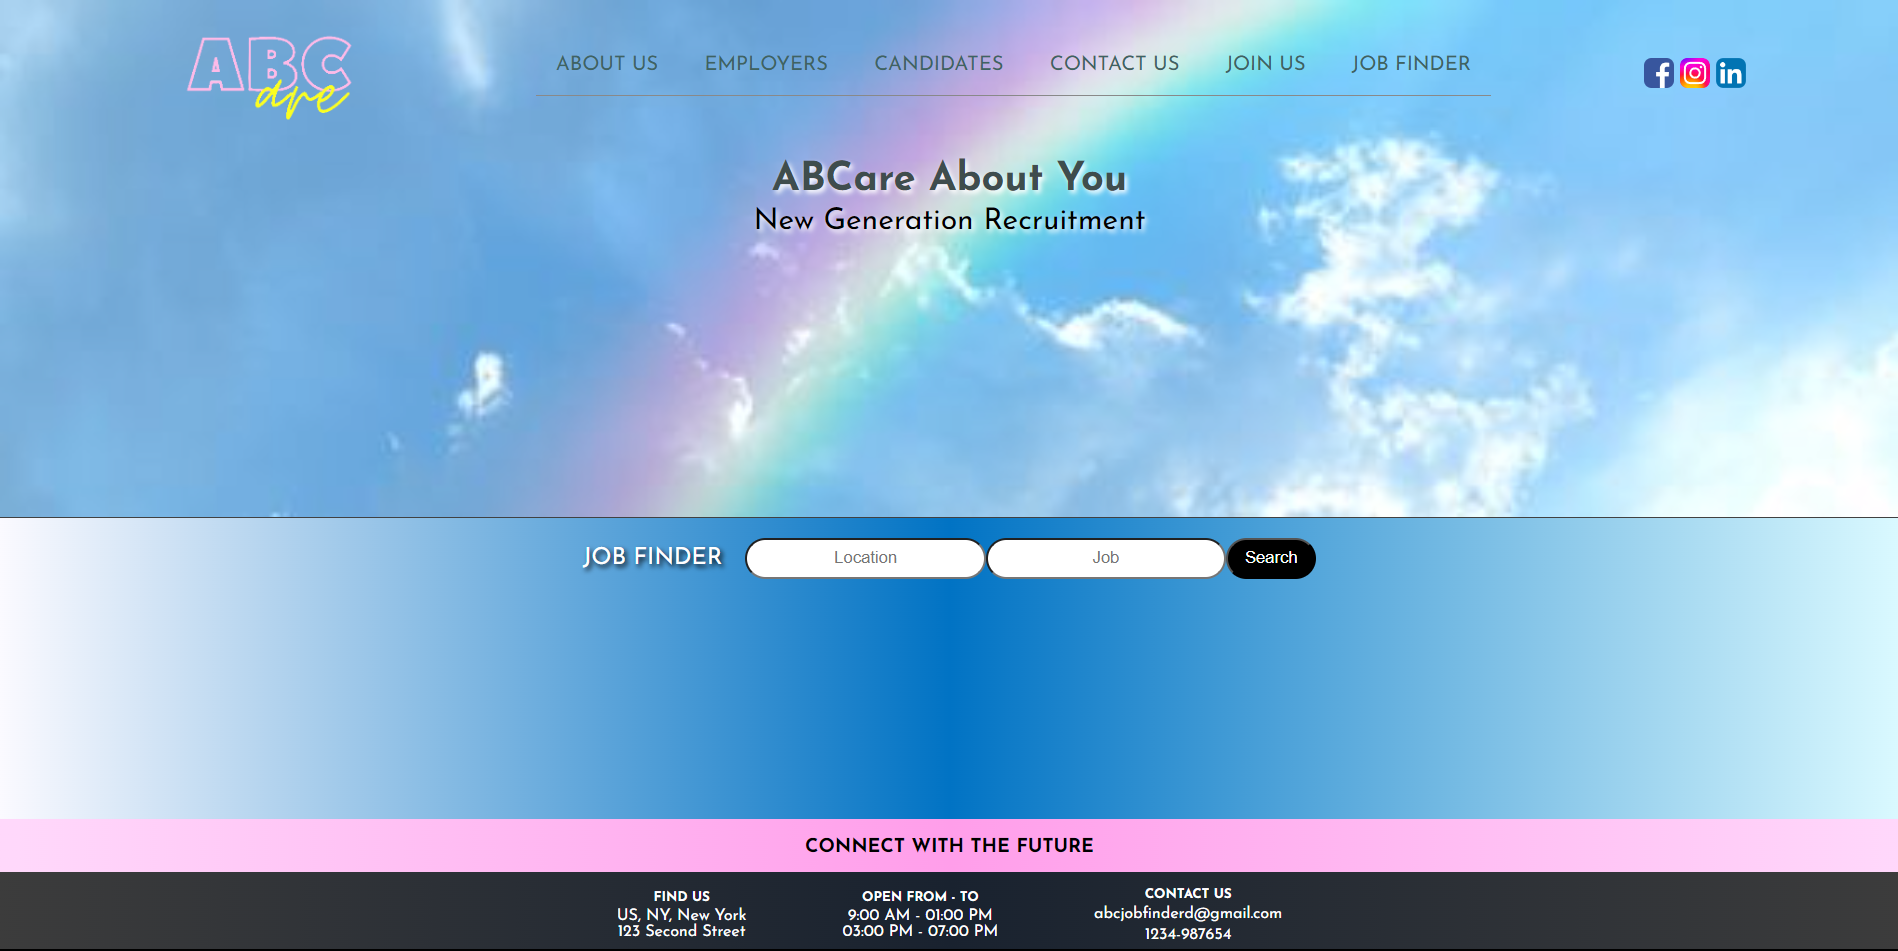 ABC
are
ABOUT US EMPLOYERS CANDIDATES CONTACT US JOIN US JOB FINDER
ABCare About You
New Generation Recruitment
JOB FINDER Location Job Search
CONNECT WITH THE FUTURE
FIND US
US, NY, New York
123 Second Street
OPEN FROM - TO
9:00 AM - 01:00 PM
03:00 PM - 07:00 PM
CONTACT US
abcjobfinderd@gmail.com
1234-987654